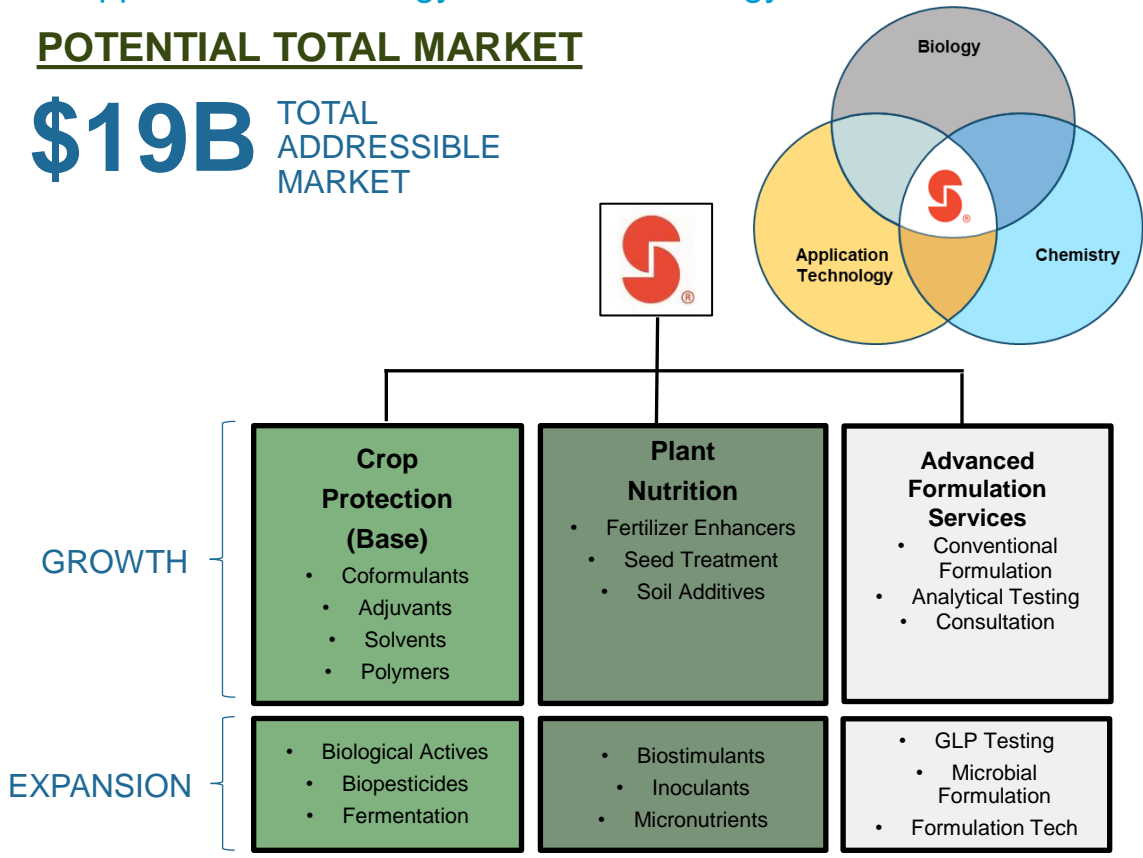 POTENTIAL TOTAL MARKET
$19B
TOTAL
ADDRESSIBLE
MARKET
Biology
Application
Technology
Chemistry
®
®
GROWTH
Crop
Protection
(Base)
• Coformulants
• Adjuvants
• Solvents
• Polymers
Plant
Nutrition
• Fertilizer Enhancers
• Seed Treatment
• Soil Additives
Advanced
Formulation
Services
• Conventional
Formulation
• Analytical Testing
• Consultation
EXPANSION
• Biological Actives
• Biopesticides
• Fermentation
• Biostimulants
• Inoculants
• Micronutrients
• GLP Testing
• Microbial
Formulation
• Formulation Tech